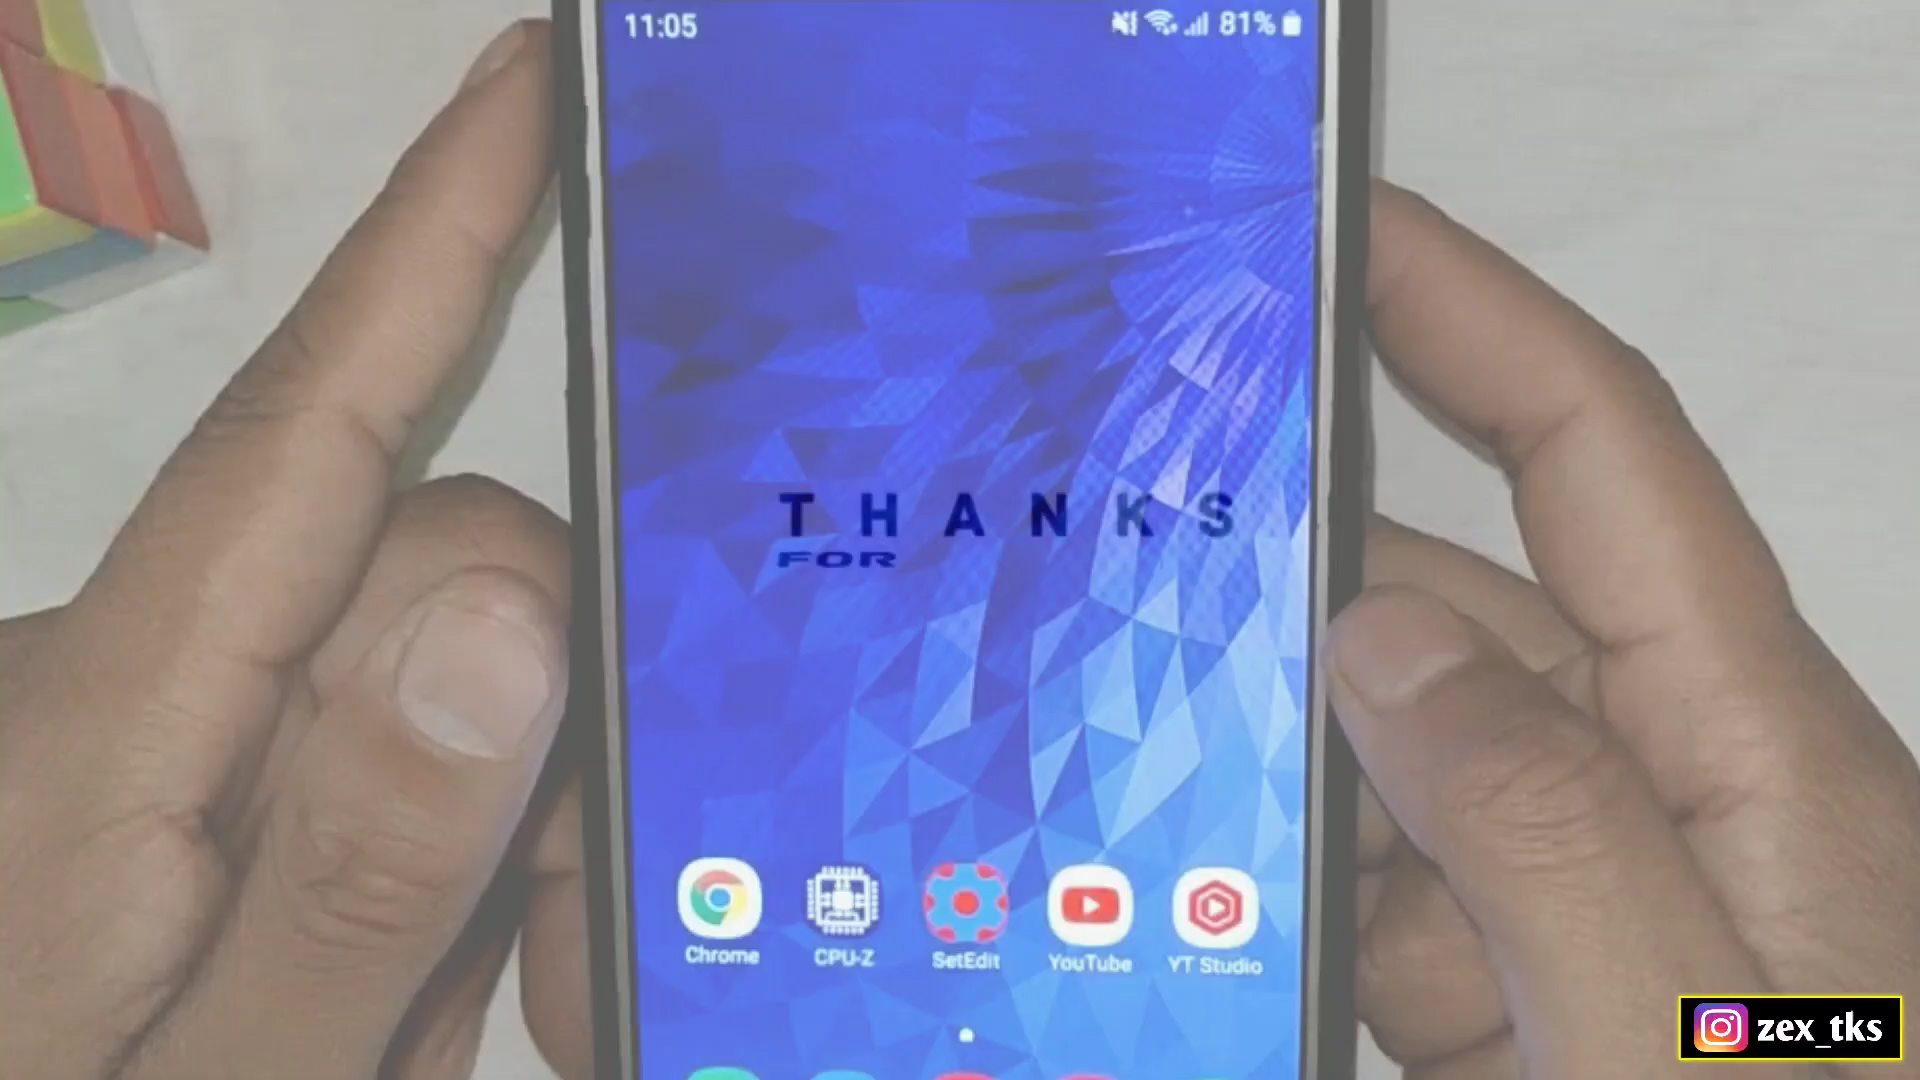 11:05 81%
THANKS
FOR
Chrome CPU-Z SetEdit YouTube YT Studio
zex_tks